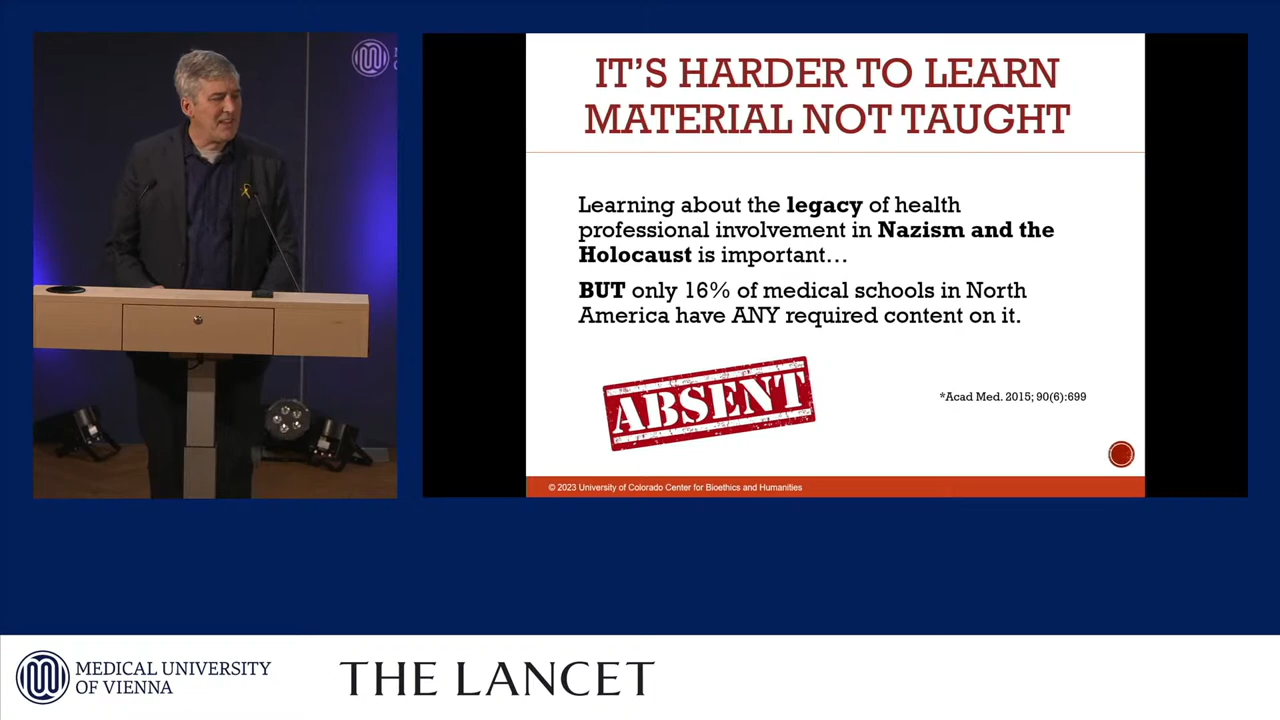 IT'S HARDER TO LEARN
MATERIAL NOT TAUGHT
Learning about the legacy of health
professional involvement in Nazism and the
Holocaust is important...
BUT only 16% of medical schools in North
America have ANY required content on it.
ABSENT
*Acad Med. 2015; 90(6):699
© 2023 University of Colorado Center for Bioethics and Humanities
MEDICAL UNIVERSITY
OF VIENNA
THE LANCET